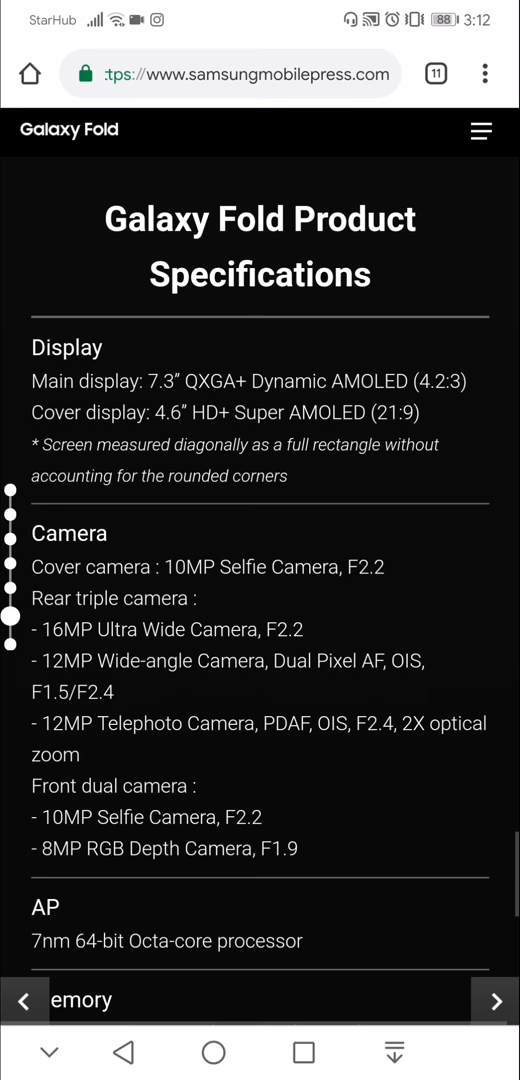 StarHub 88 3:12
tps://www.samsungmobilepress.com 11
Galaxy Fold
Galaxy Fold Product
Specifications
Display
Main display: 7.3” QXGA+ Dynamic AMOLED (4.2:3)
Cover display: 4.6” HD+ Super AMOLED (21:9)
* Screen measured diagonally as a full rectangle without
accounting for the rounded corners
Camera
Cover camera : 10MP Selfie Camera, F2.2
Rear triple camera :
- 16MP Ultra Wide Camera, F2.2
- 12MP Wide-angle Camera, Dual Pixel AF, OIS,
F1.5/F2.4
- 12MP Telephoto Camera, PDAF, OIS, F2.4, 2X optical
zoom
Front dual camera :
- 10MP Selfie Camera, F2.2
- 8MP RGB Depth Camera, F1.9
AP
7nm 64-bit Octa-core processor
emory